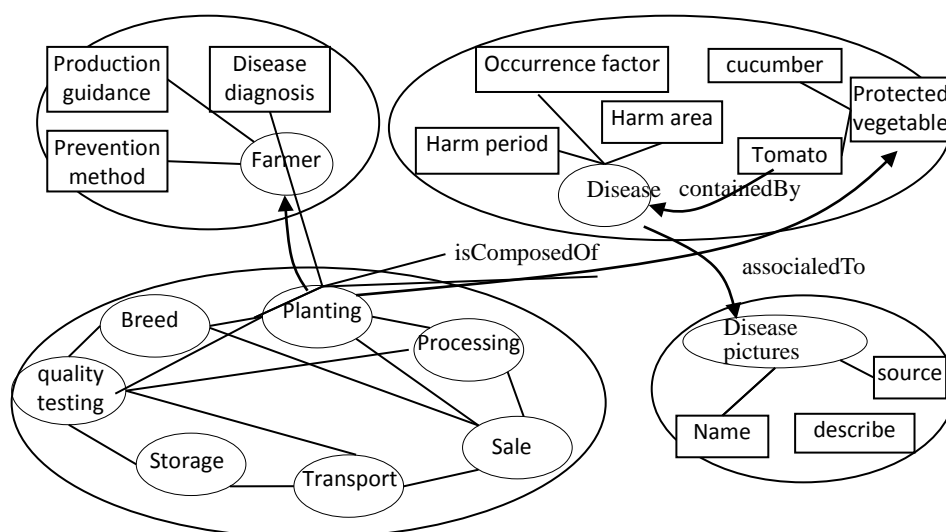 Production
guidance
Disease
diagnosis
Prevention
method
Farmer
Occurrence factor
cucumber
Protected
vegetable
Harm area
Harm period
Tomato
Disease
containedBy
isComposedOf
associaledTo
Breed
Planting
Processing
quality
testing
Storage
Transport
Sale
Disease
pictures
source
Name
describe